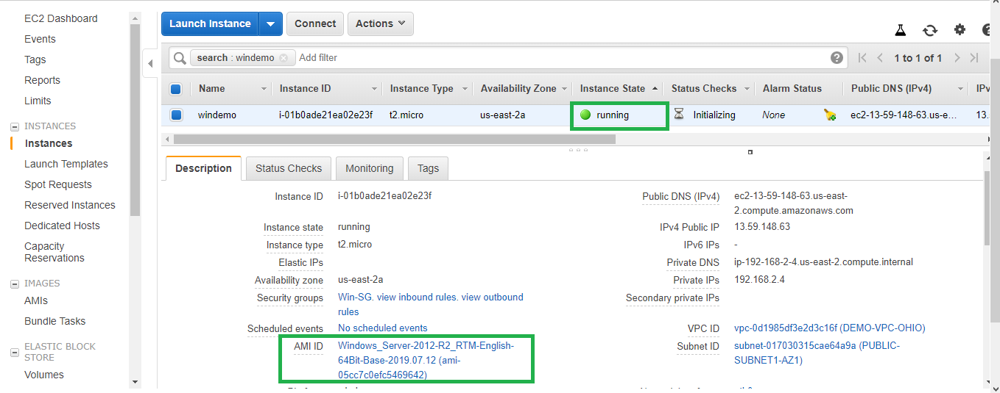 EC2 Dashboard
Events
Tags
Reports
Limits
INSTANCES
Instances
Launch Templates
Spot Requests
Reserved Instances
Dedicated Hosts
Capacity
Reservations
IMAGES
AMIs
Bundle Tasks
ELASTIC BLOCK
STORE
Volumes
Launch Instance Connect Actions
search : windemo Add filter 1 to 1 of 1
Name Instance ID Instance Type Availability Zone Instance State Status Checks Alarm Status Public DNS (IPv4)
windemo i-01b0ade21ea02e23f t2.micro us-east-2a running Initializing None ec2-13-59-148-63.us-e... 13.
Description Status Checks Monitoring Tags
Instance ID i-01b0ade21ea02e23f
Instance state running
Instance type t2.micro
Elastic IPs
Availability zone us-east-2a
Security groups Win-SG. view inbound rules. view outbound
rules
Scheduled events No scheduled events
AMI ID Windows_Server-2012-R2_RTM-English-
64Bit-Base-2019.07.12 (ami-
05cc7c0efc5469642)
Public DNS (IPv4) ec2-13-59-148-63.us-east-
2.compute.amazonaws.com
IPv4 Public IP 13.59.148.63
IPv6 IPs -
Private DNS ip-192-168-2-4.us-east-2.compute.internal
Private IPs 192.168.2.4
Secondary private IPs
VPC ID vpc-0d1985df3e2d3c16f (DEMO-VPC-OHIO)
Subnet ID subnet-017030315cae64a9a (PUBLIC-
SUBNET1-AZ1)